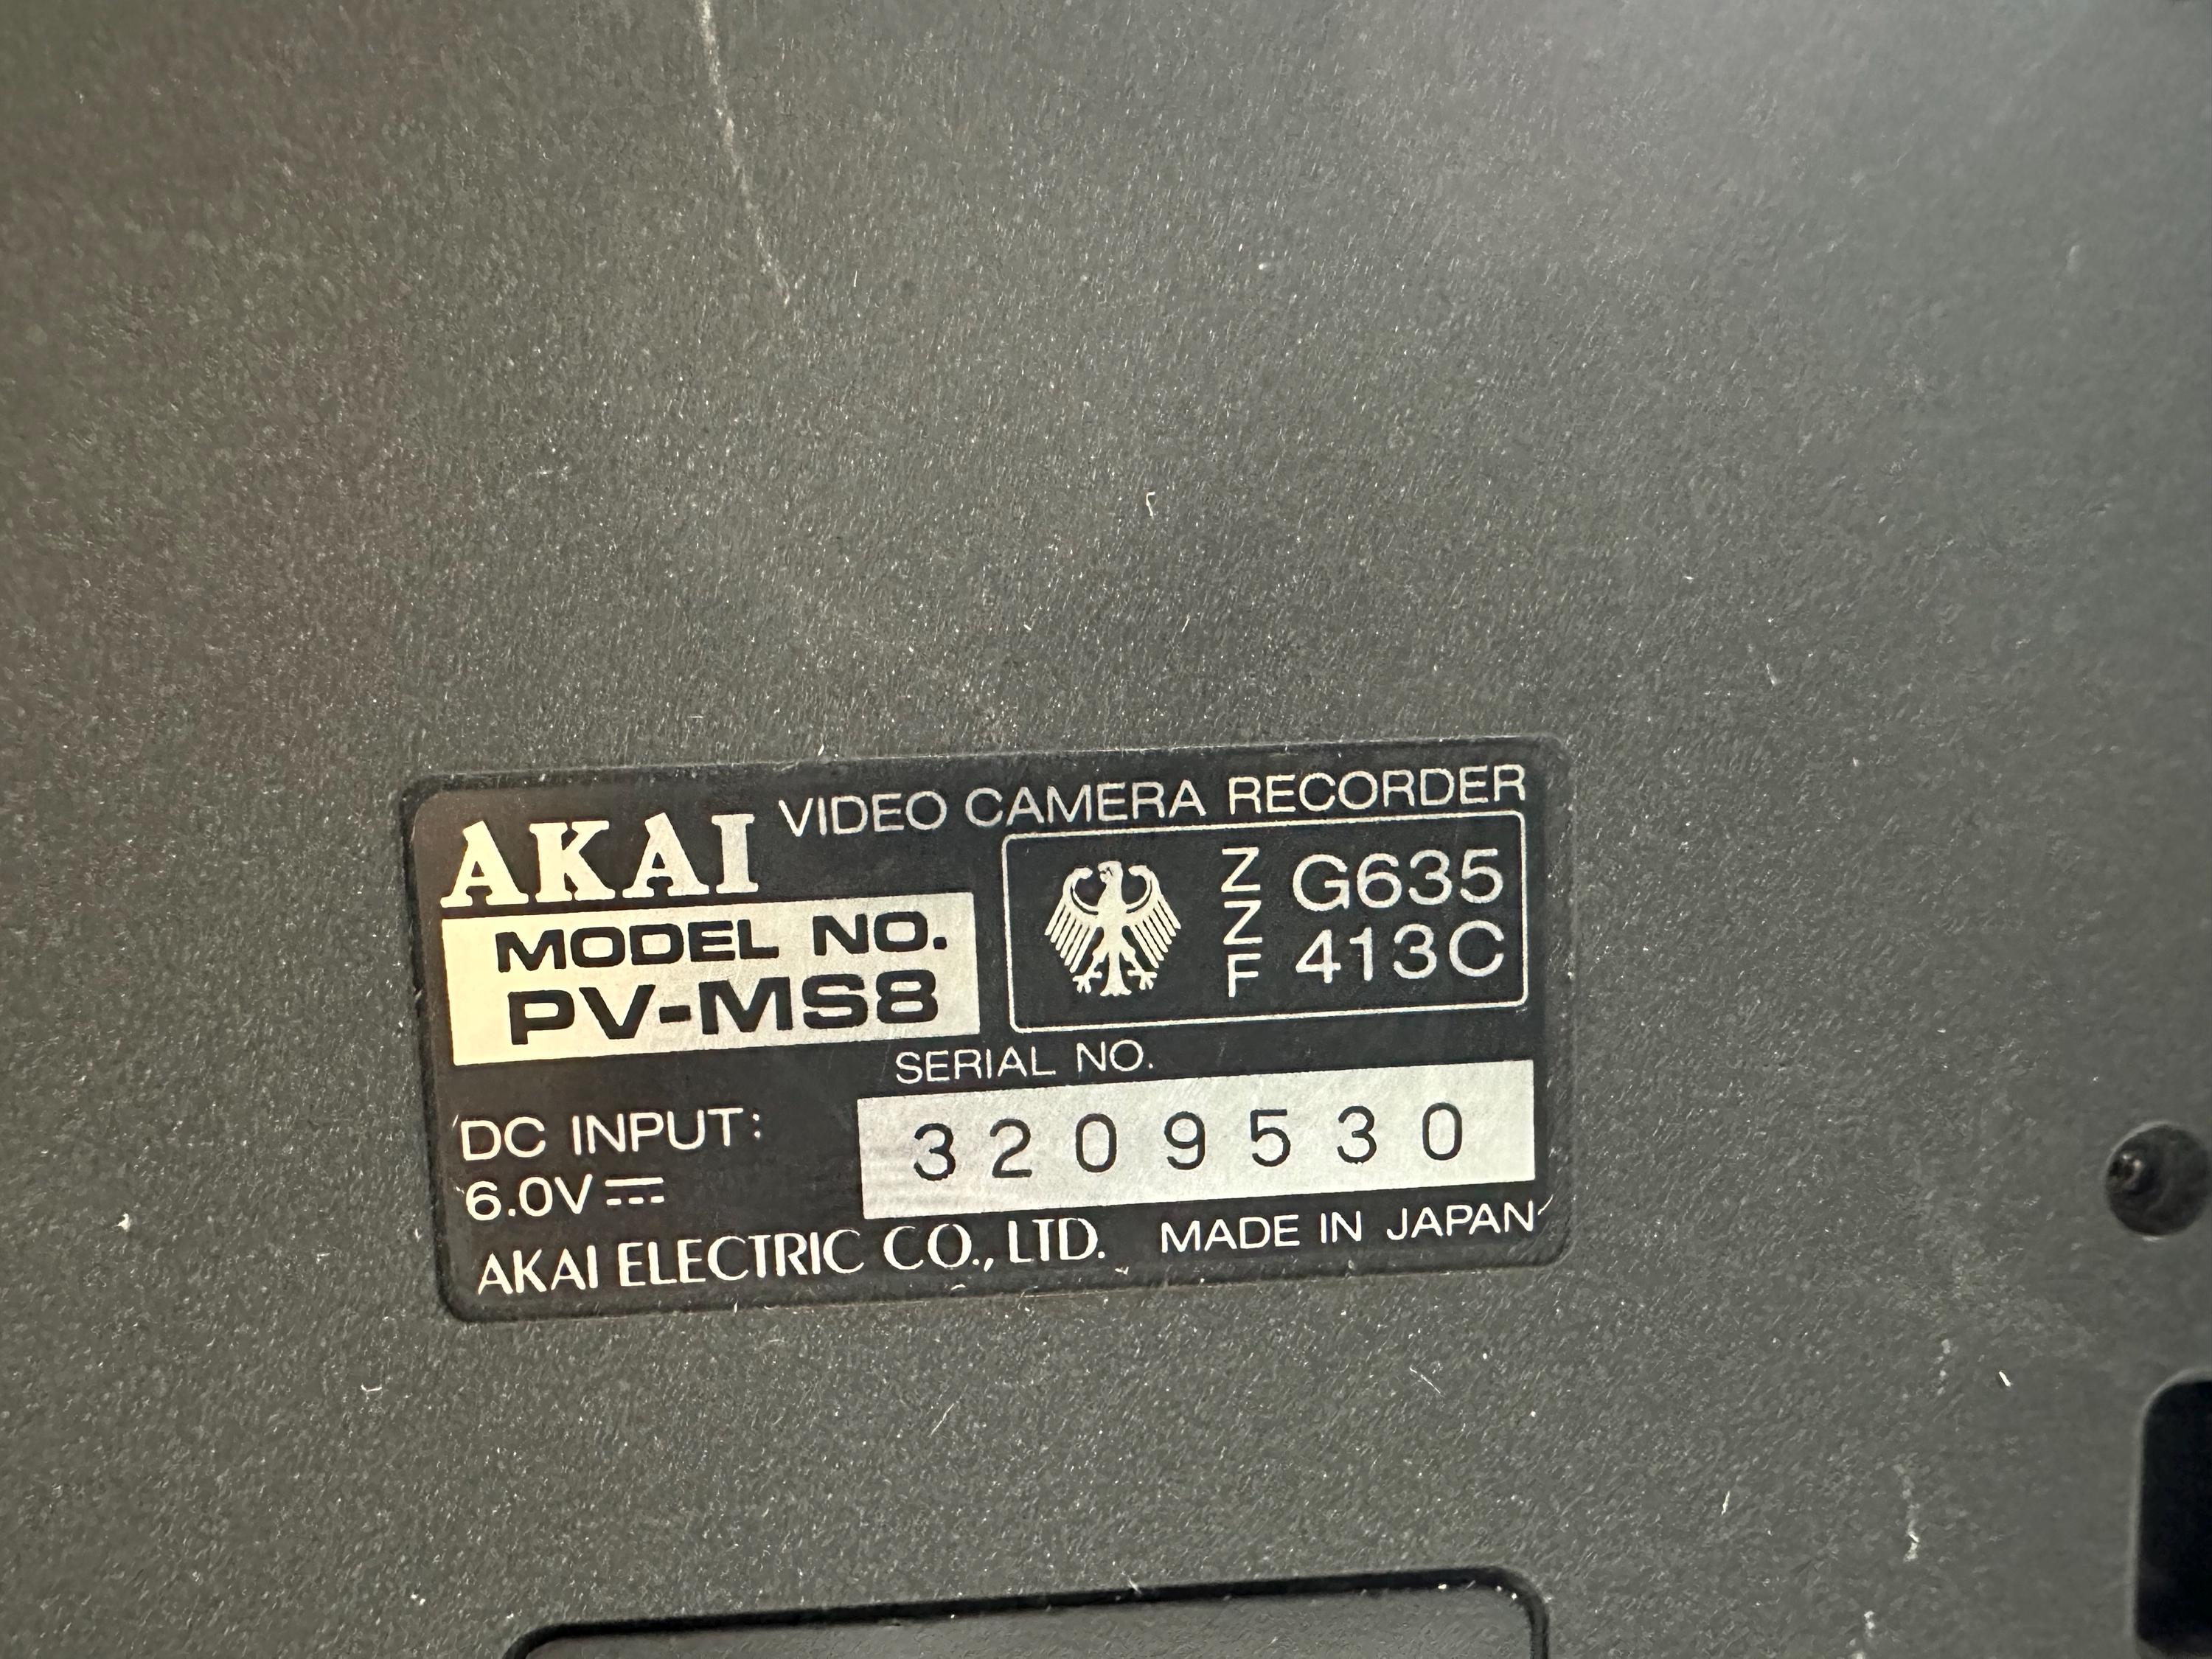 AKAI VIDEO CAMERA RECORDER
MODEL NO.
PV-MS8
ZZF G635
413C
SERIAL NO.
3209530
DC INPUT:
6.0V
AKAI ELECTRIC CO., LTD. MADE IN JAPAN